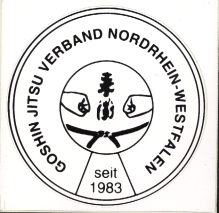 GOSHIN JITSU VERBAND NORDRHEIN-WESTFALEN
seit
1983